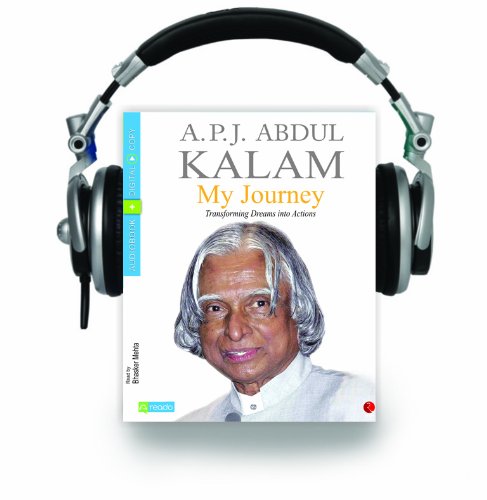 A.P.J. ABDUL
KALAM
My Journey
Transforming Dreams into Actions
AUDIOBOOK + DIGITAL COPY
Read by
Bhasker Mehta
reado
R